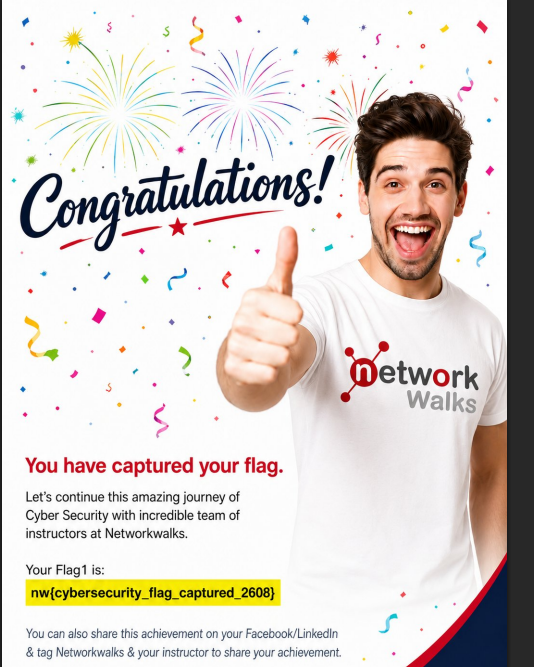 Congratulations!
network
Walks
You have captured your flag.
Let's continue this amazing journey of
Cyber Security with incredible team of
instructors at Networkwalks.
Your Flag1 is:
nw{cybersecurity_flag_captured_2608}
You can also share this achievement on your Facebook/LinkedIn
& tag Networkwalks & your instructor to share your achievement.